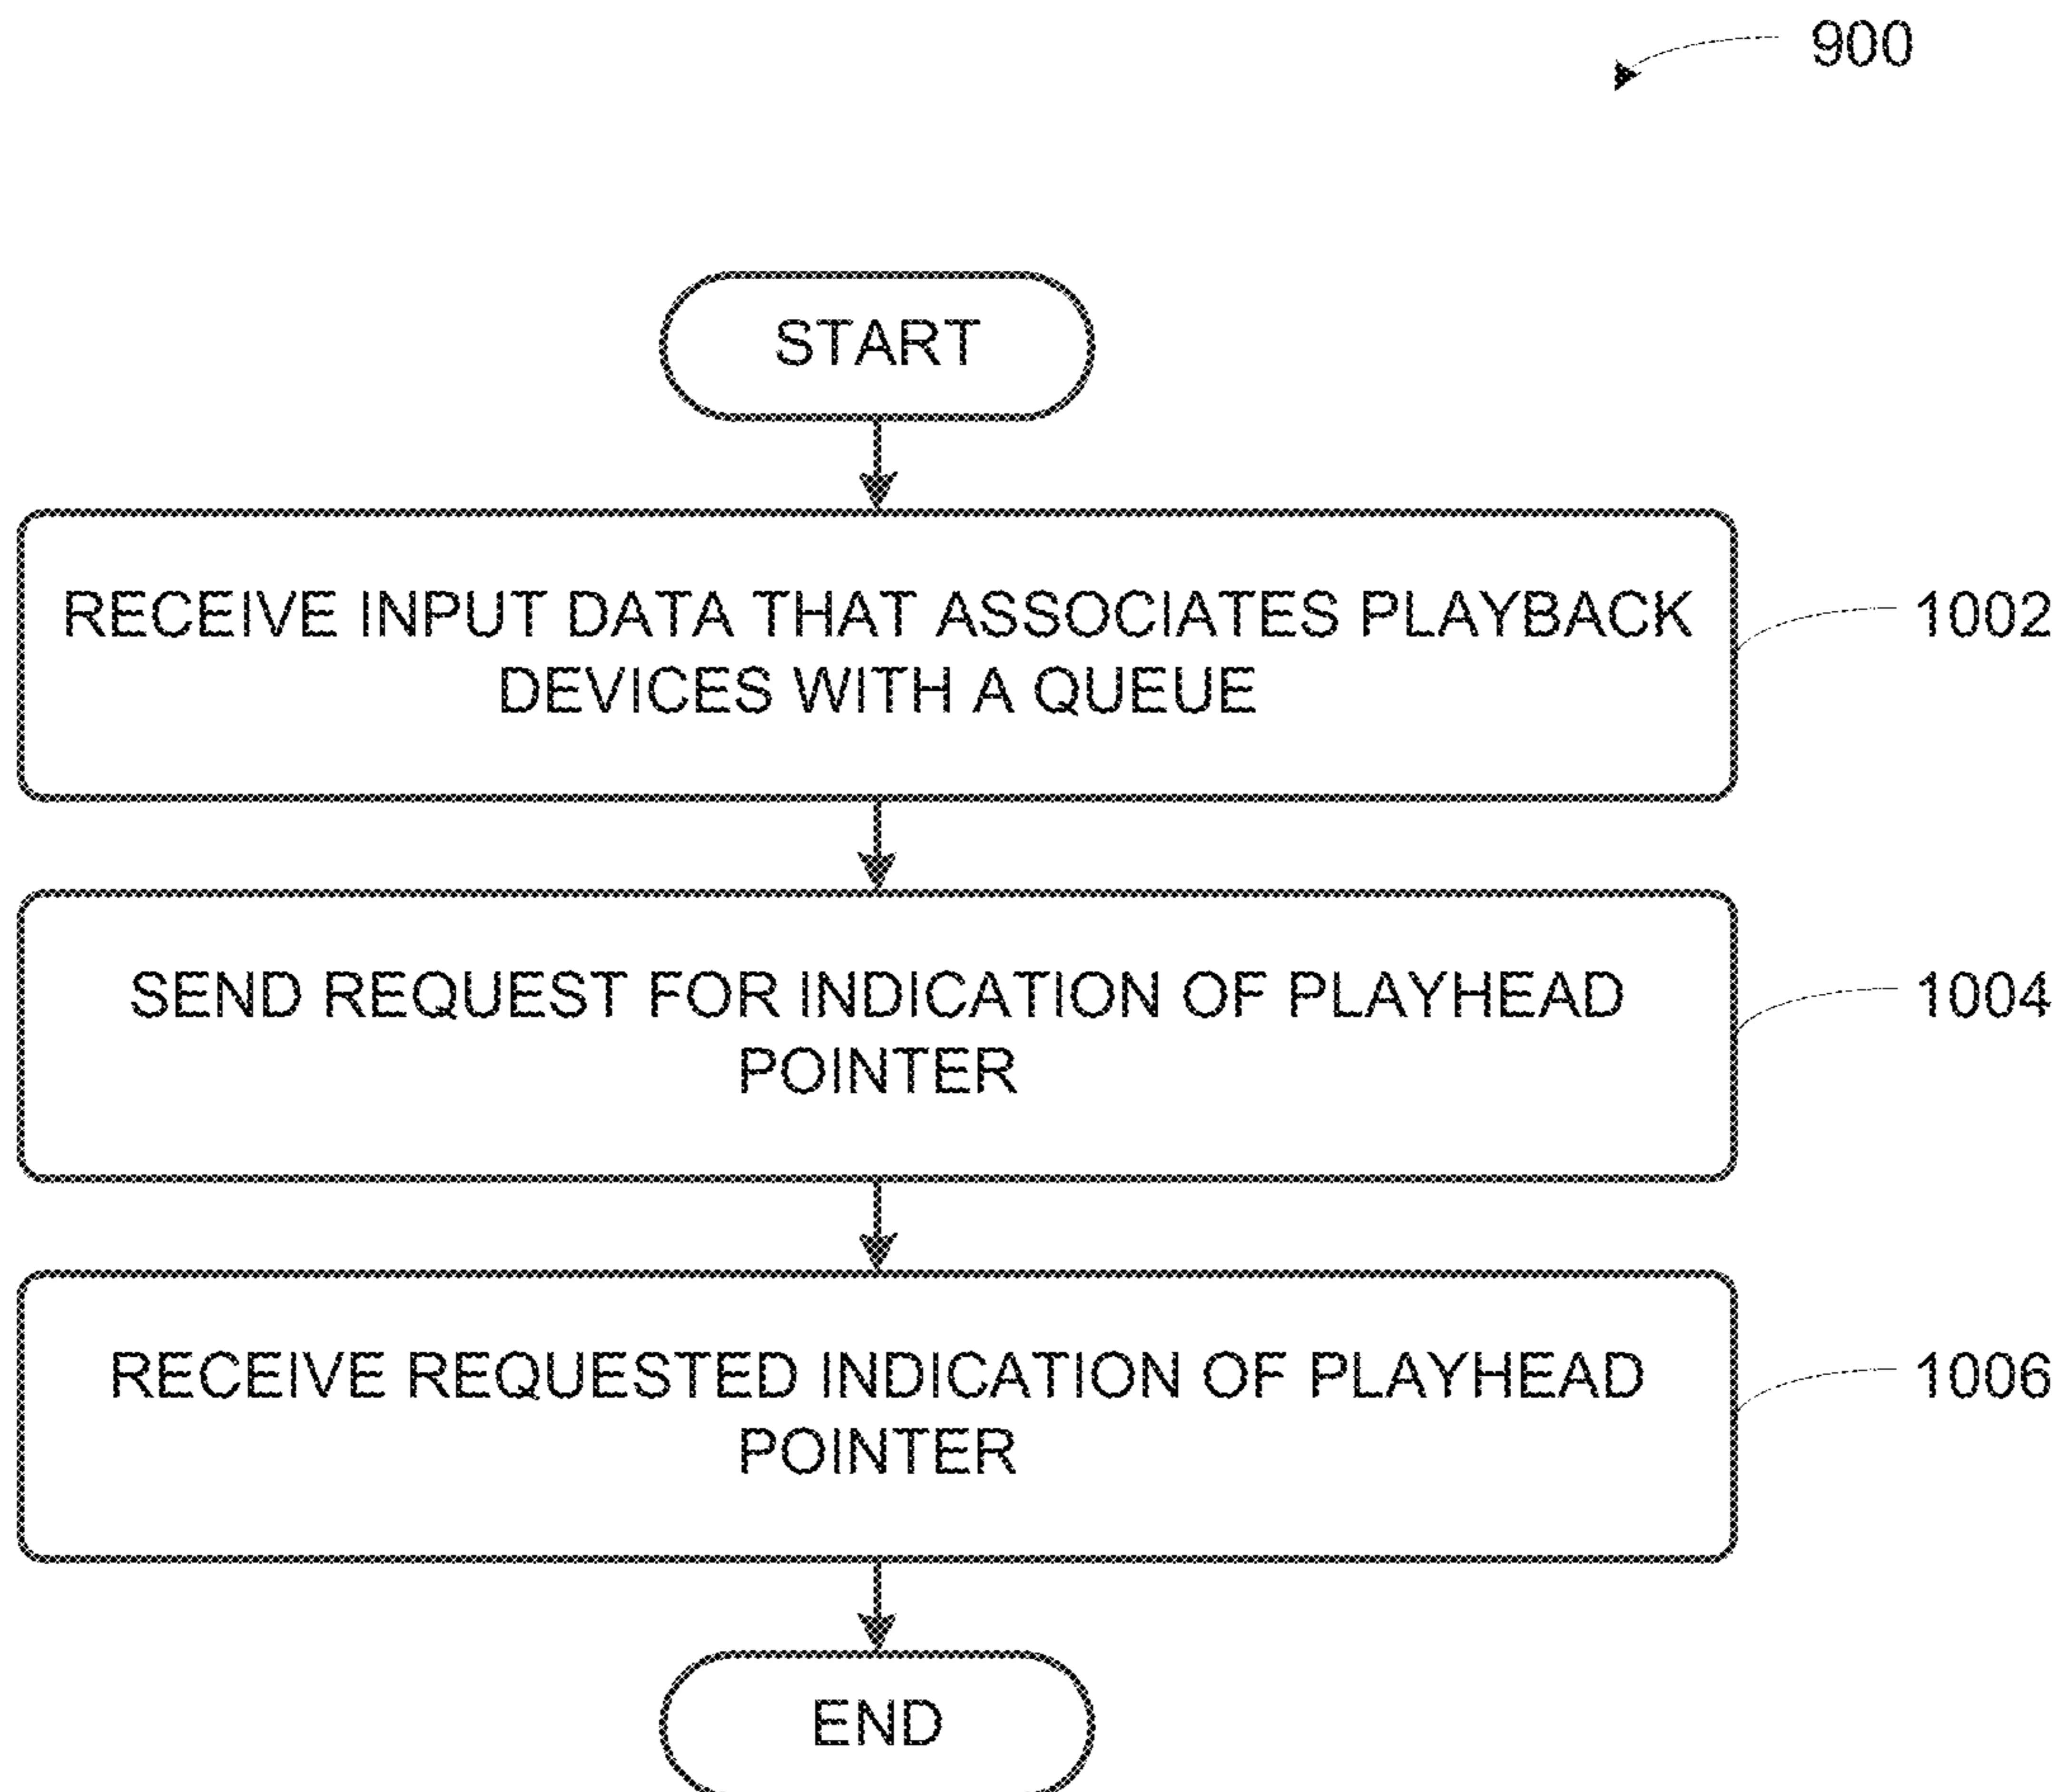 900
START
RECEIVE INPUT DATA THAT ASSOCIATES PLAYBACK
DEVICES WITH A QUEUE
1002
SEND REQUEST FOR INDICATION OF PLAYHEAD
POINTER
1004
RECEIVE REQUESTED INDICATION OF PLAYHEAD
POINTER
1006
END